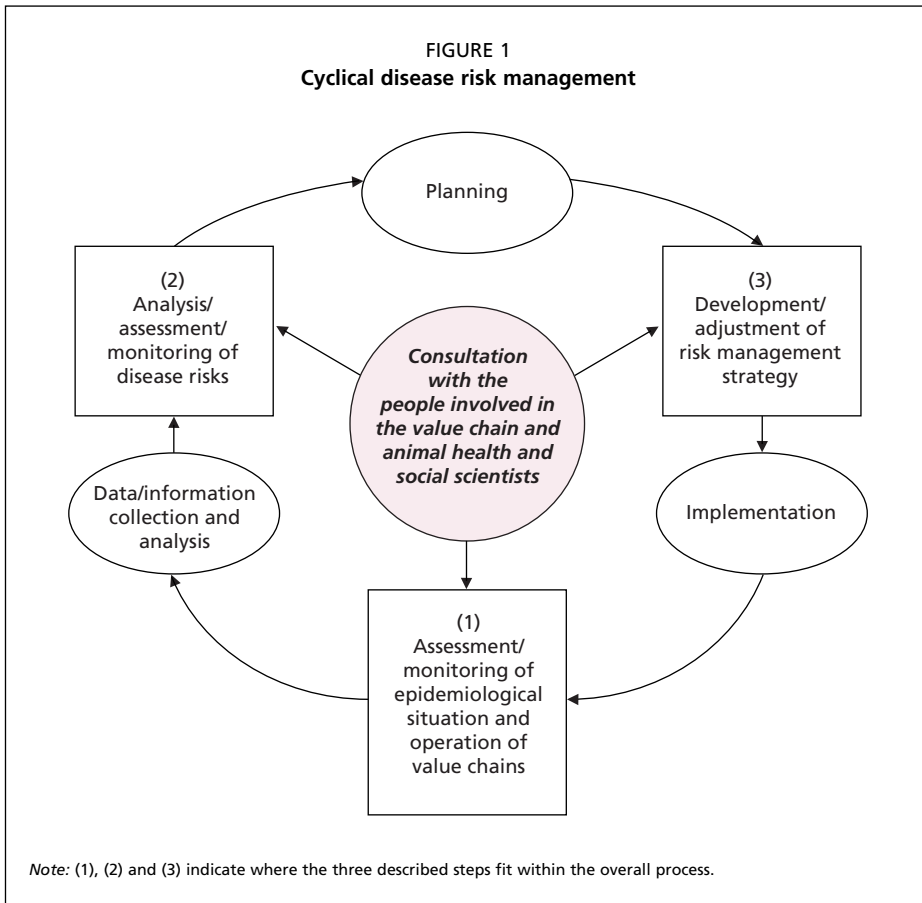 FIGURE 1
Cyclical disease risk management
Planning
(2)
Analysis/
assessment/
monitoring of
disease risks
(3)
Development/
adjustment of
risk management
strategy
Consultation
with the
people involved in
the value chain and
animal health and
social scientists
Data/information
collection and
analysis
Implementation
(1)
Assessment/
monitoring of
epidemiological
situation and
operation of
value chains
Note: (1), (2) and (3) indicate where the three described steps fit within the overall process.